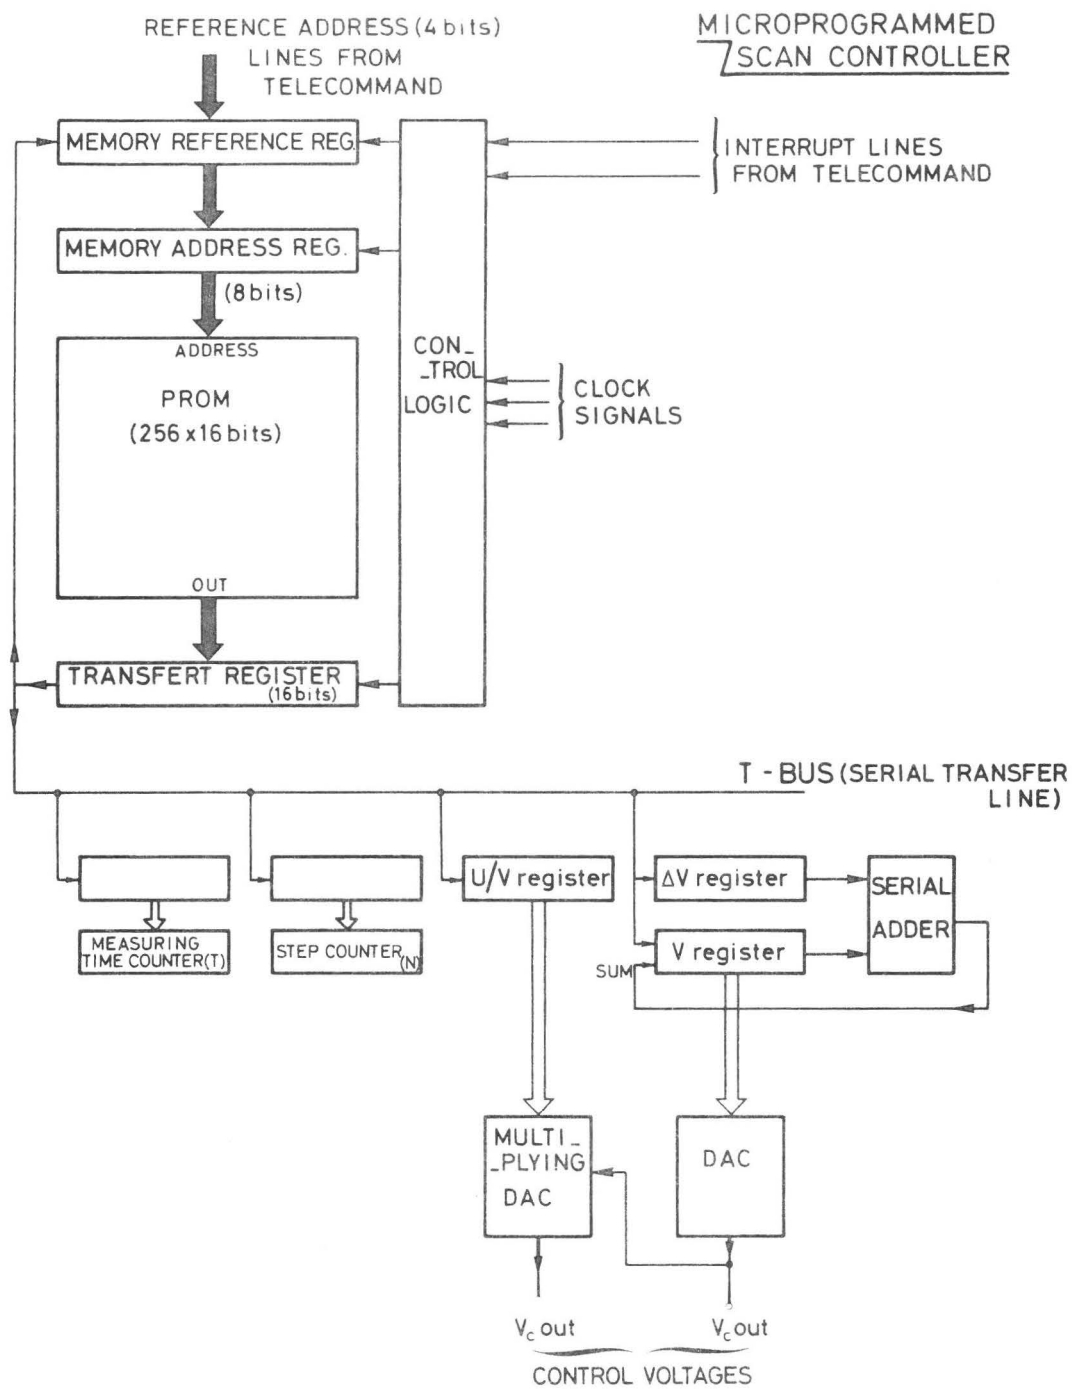 REFERENCE ADDRESS (4 bits)
LINES FROM
TELECOMMAND
MICROPROGRAMMED
SCAN CONTROLLER
MEMORY REFERENCE REG.
INTERRUPT LINES
FROM TELECOMMAND
MEMORY ADDRESS REG.
(8 bits)
ADDRESS
PROM
(256 x 16 bits)
OUT
CON_
_TROL
LOGIC
CLOCK
SIGNALS
TRANSFERT REGISTER
(16 bits)
T - BUS (SERIAL TRANSFER
LINE)
MEASURING
TIME COUNTER (T)
STEP COUNTER (N)
U/V register
ΔV register
V register
SUM
SERIAL
ADDER
MULTI_
_PLYING
DAC
DAC
Vc out
Vc out
CONTROL VOLTAGES